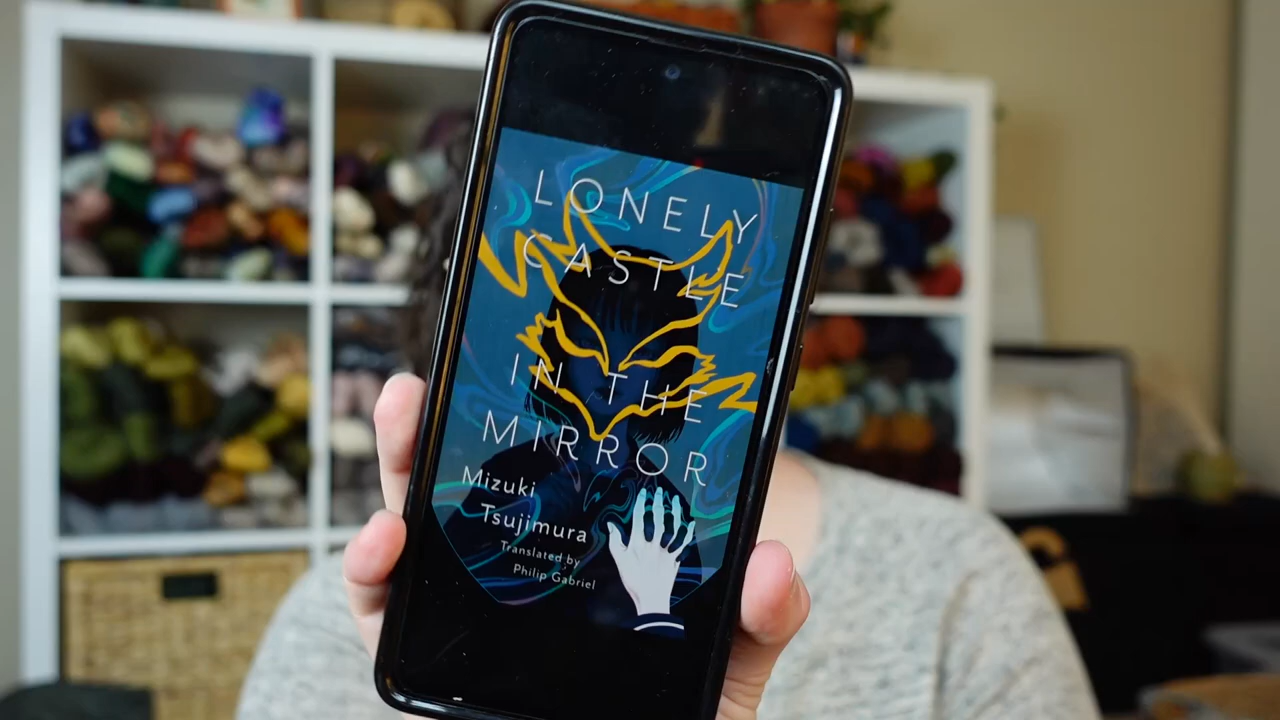 LONELY
CASTLE
IN THE
MIRROR
Mizuki
Tsujimura
Translated by
Philip Gabriel